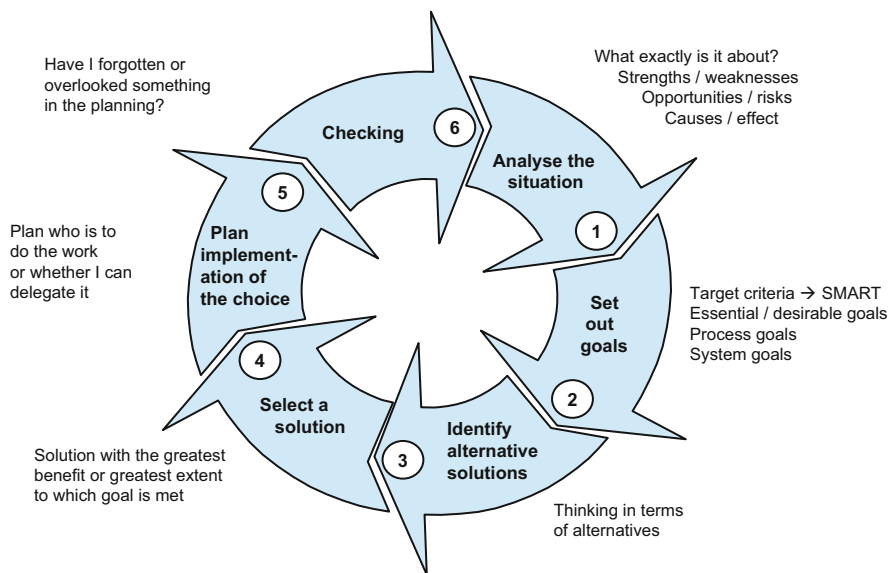 What exactly is it about?
Strengths / weaknesses
Opportunities / risks
Causes / effect
Analyse the
situation
1
Target criteria → SMART
Essential / desirable goals
Process goals
System goals
Set
out
goals
2
Thinking in terms
of alternatives
Identify
alternative
solutions
3
Solution with the greatest
benefit or greatest extent
to which goal is met
Select a
solution
4
Plan who is to
do the work
or whether I can
delegate it
Plan
implement-
ation of
the choice
5
Have I forgotten or
overlooked something
in the planning?
Checking
6